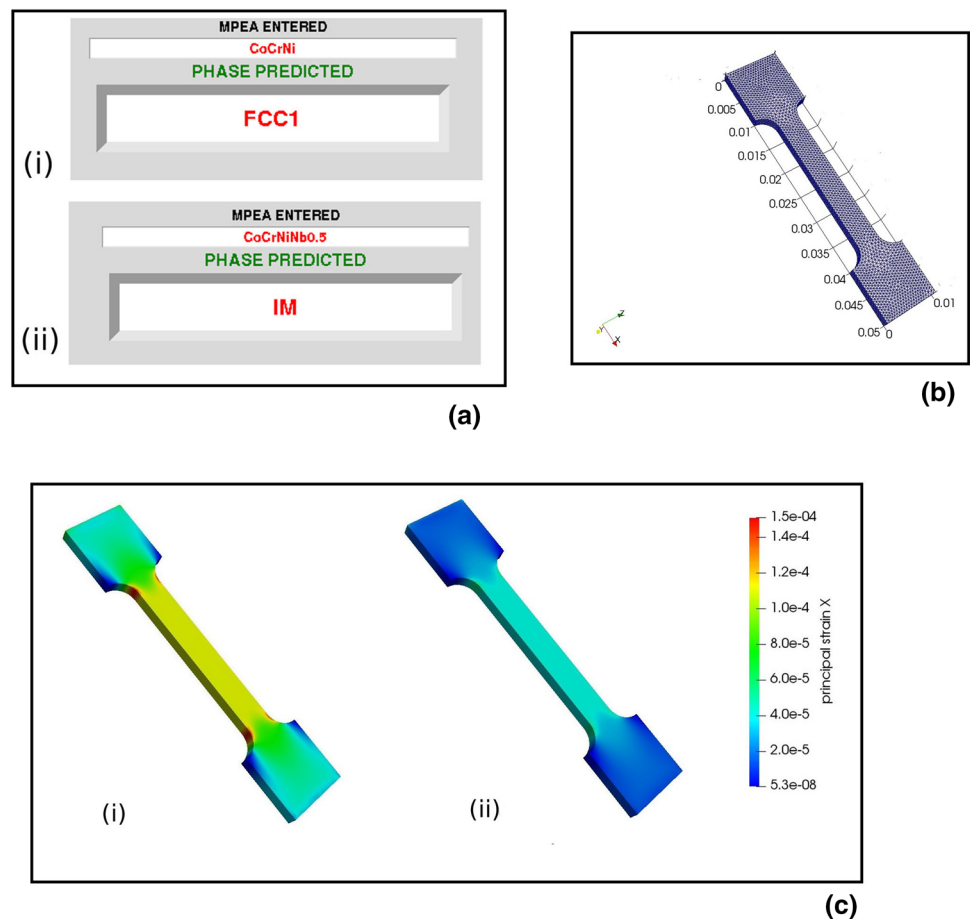 MPEA ENTERED
CoCrNi
PHASE PREDICTED
FCC1
(i)
MPEA ENTERED
CoCrNiNb0.5
PHASE PREDICTED
IM
(ii)
(a)
0
0.005
0.01
0.015
0.02
0.025
0.03
0.035
0.04
0.045
0.05
0
0.01
Z
Y
X
(b)
(i)
(ii)
1.5e-04
1.4e-4
1.2e-4
1.0e-4
8.0e-5
6.0e-5
4.0e-5
2.0e-5
5.3e-08
principal strain X
(c)